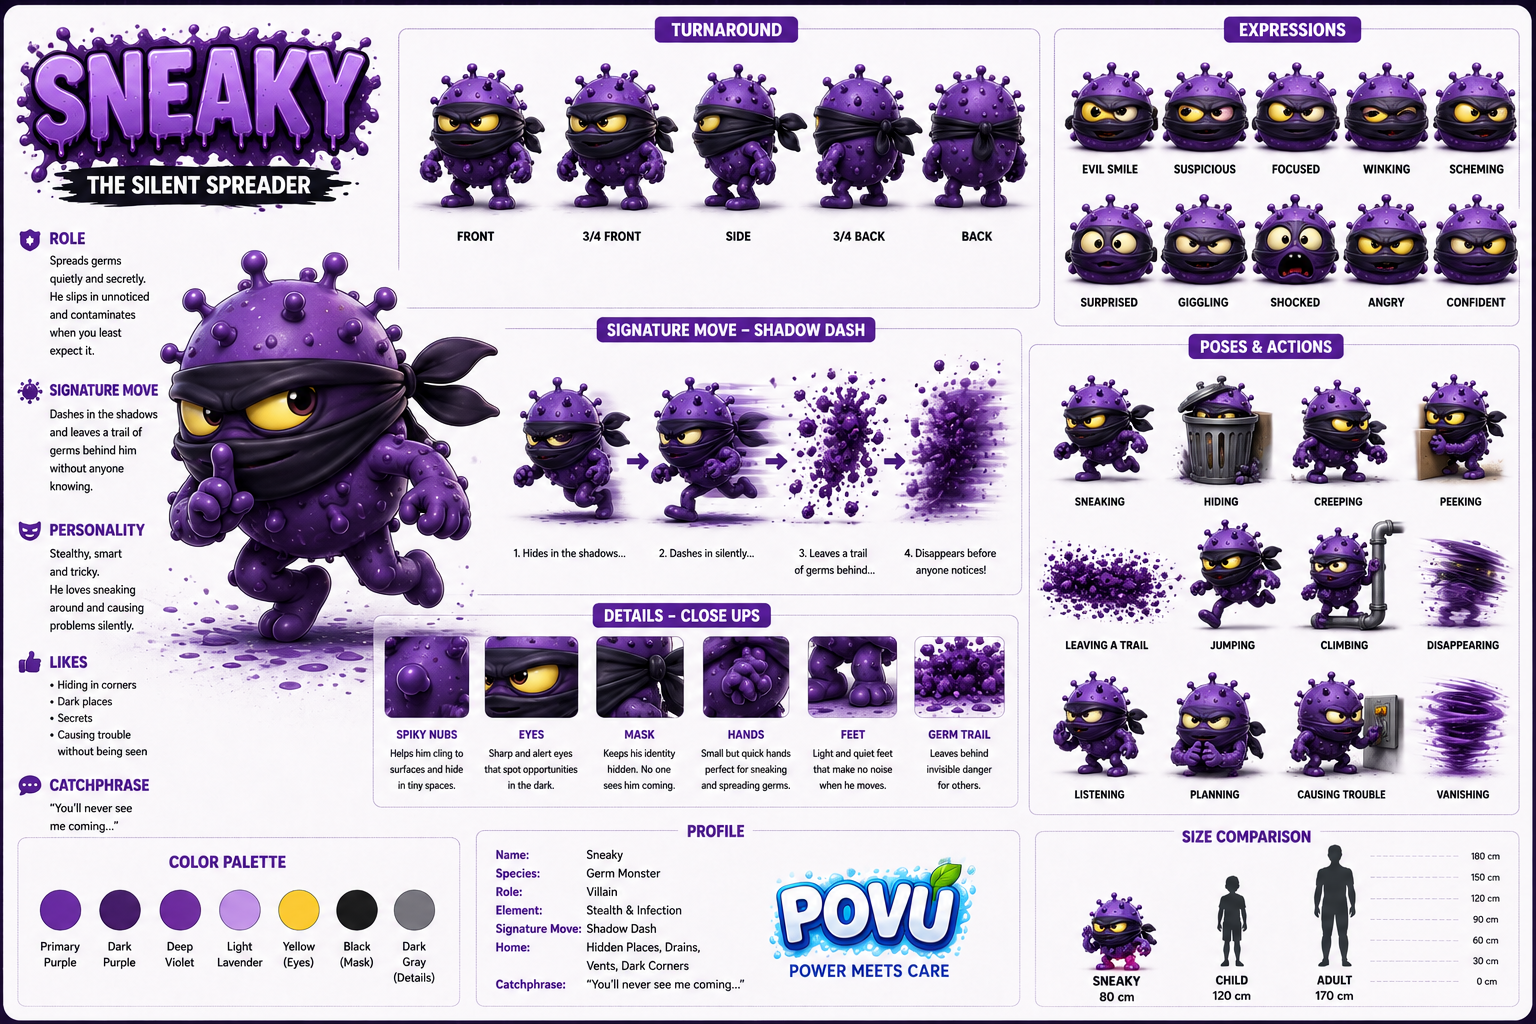 SNEAKY
THE SILENT SPREADER
ROLE
Spreads germs
quietly and secretly.
He slips in unnoticed
and contaminates
when you least
expect it.
SIGNATURE MOVE
Dashes in the shadows
and leaves a trail of
germs behind him
without anyone
knowing.
PERSONALITY
Stealthy, smart
and tricky.
He loves sneaking
around and causing
problems silently.
LIKES
• Hiding in corners
• Dark places
• Secrets
• Causing trouble
without being seen
CATCHPHRASE
“You’ll never see
me coming...”
TURNAROUND
FRONT
3/4 FRONT
SIDE
3/4 BACK
BACK
EXPRESSIONS
EVIL SMILE
SUSPICIOUS
FOCUSED
WINKING
SCHEMING
SURPRISED
GIGGLING
SHOCKED
ANGRY
CONFIDENT
SIGNATURE MOVE – SHADOW DASH
1. Hides in the shadows...
2. Dashes in silently...
3. Leaves a trail
of germs behind...
4. Disappears before
anyone notices!
POSES & ACTIONS
SNEAKING
HIDING
CREEPING
PEEKING
LEAVING A TRAIL
JUMPING
CLIMBING
DISAPPEARING
LISTENING
PLANNING
CAUSING TROUBLE
VANISHING
DETAILS – CLOSE UPS
SPIKY NUBS
Helps him cling to
surfaces and hide
in tiny spaces.
EYES
Sharp and alert eyes
that spot opportunities
in the dark.
MASK
Keeps his identity
hidden. No one
sees him coming.
HANDS
Small but quick hands
perfect for sneaking
and spreading germs.
FEET
Light and quiet feet
that make no noise
when he moves.
GERM TRAIL
Leaves behind
invisible danger
for others.
COLOR PALETTE
Primary
Purple
Dark
Purple
Deep
Violet
Light
Lavender
Yellow
(Eyes)
Black
(Mask)
Dark
Gray
(Details)
PROFILE
Name: Sneaky
Species: Germ Monster
Role: Villain
Element: Stealth & Infection
Signature Move: Shadow Dash
Home: Hidden Places, Drains,
Vents, Dark Corners
Catchphrase: “You’ll never see me coming...”
POVU
POWER MEETS CARE
SIZE COMPARISON
180 cm
150 cm
120 cm
90 cm
60 cm
30 cm
0 cm
SNEAKY
80 cm
CHILD
120 cm
ADULT
170 cm